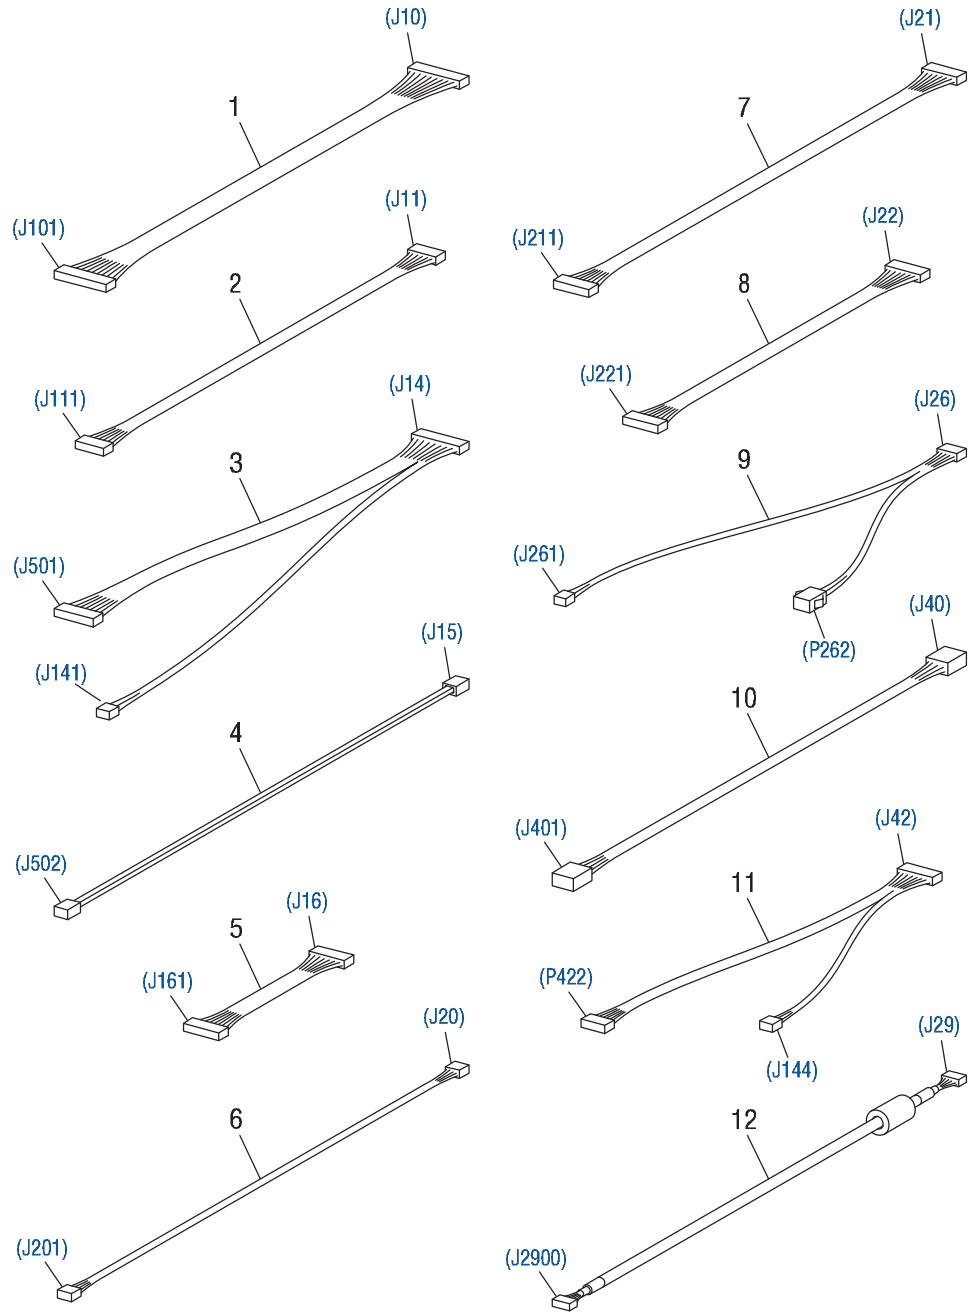 (J10)
1
(J101)
(J11)
2
(J111)
(J14)
3
(J501)
(J141)
(J15)
4
(J502)
(J16)
5
(J161)
(J20)
6
(J201)
(J21)
7
(J211)
(J22)
8
(J221)
(J26)
9
(J261)
(P262)
(J40)
10
(J401)
(J42)
11
(P422)
(J144)
(J29)
12
(J2900)